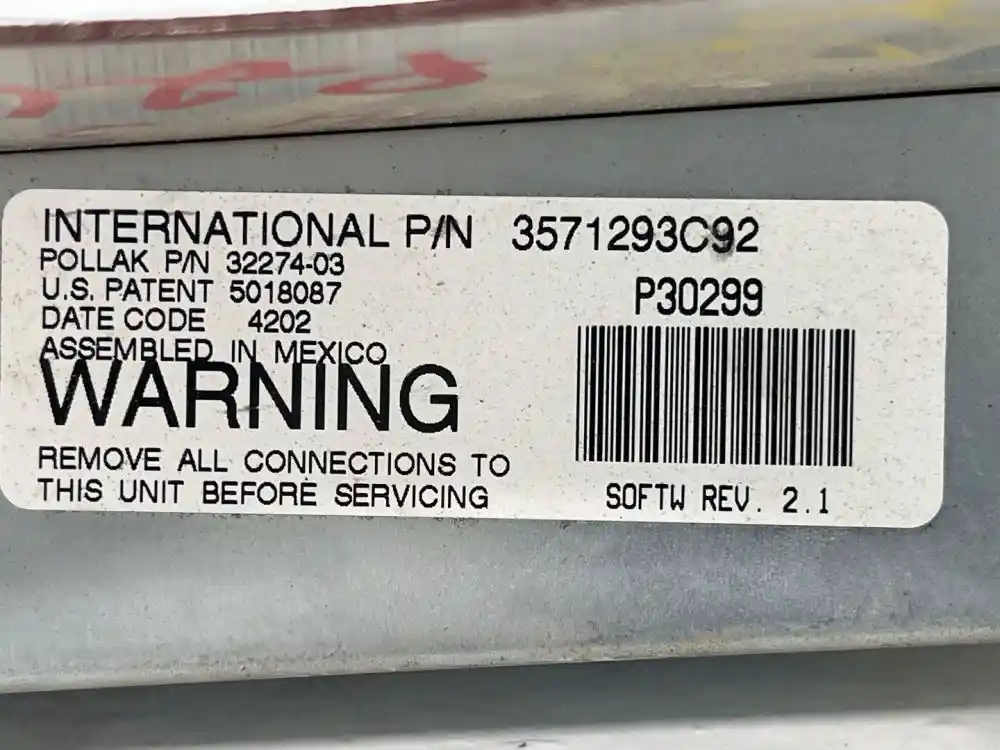 INTERNATIONAL P/N 3571293C92
POLLAK P/N 32274-03
U.S. PATENT 5018087
DATE CODE 4202
ASSEMBLED IN MEXICO
WARNING
REMOVE ALL CONNECTIONS TO
THIS UNIT BEFORE SERVICING
P30299
SOFTW REV. 2.1